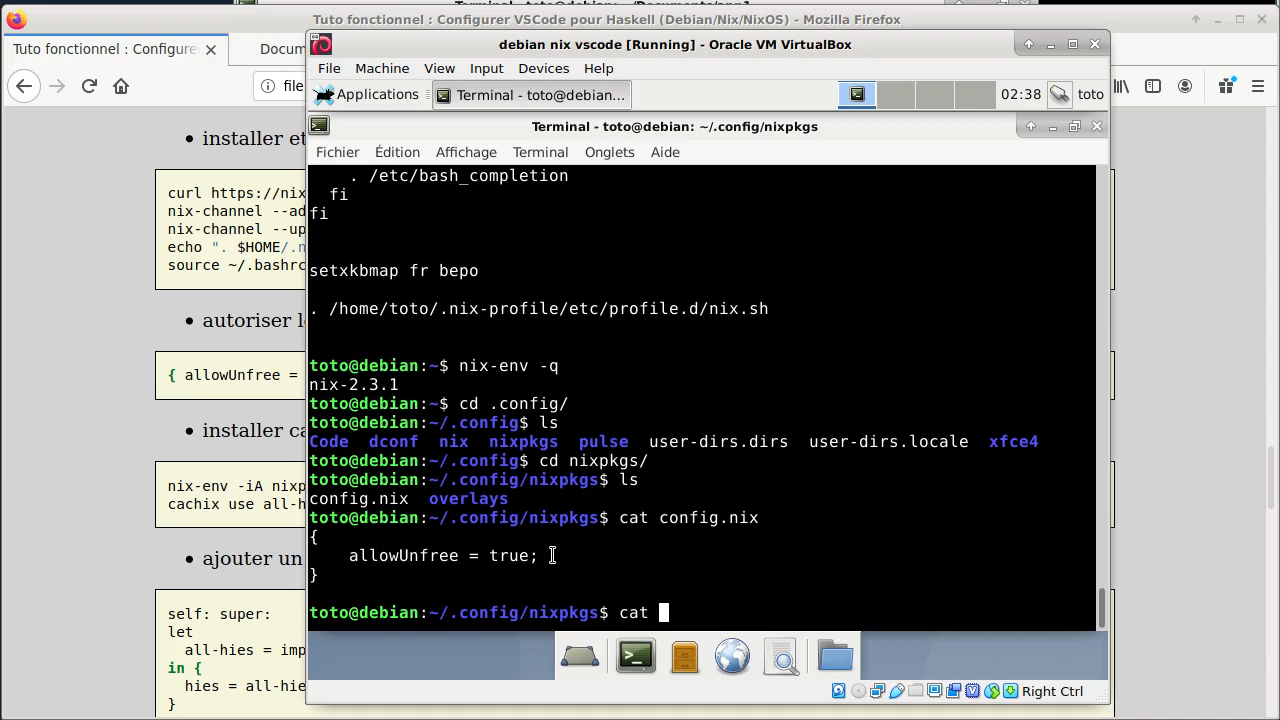 Tuto fonctionnel : Configurer VSCode pour Haskell (Debian/Nix/NixOS) - Mozilla Firefox
Tuto fonctionnel : Configure
Docum
file
debian nix vscode [Running] - Oracle VM VirtualBox
File Machine View Input Devices Help
Applications
Terminal - toto@debian...
02:38
toto
Terminal - toto@debian: ~/.config/nixpkgs
Fichier Édition Affichage Terminal Onglets Aide
. /etc/bash_completion
fi
fi
setxkbmap fr bepo
. /home/toto/.nix-profile/etc/profile.d/nix.sh
toto@debian:~$ nix-env -q
nix-2.3.1
toto@debian:~$ cd .config/
toto@debian:~/.config$ ls
Code dconf nix nixpkgs pulse user-dirs.dirs user-dirs.locale xfce4
toto@debian:~/.config$ cd nixpkgs/
toto@debian:~/.config/nixpkgs$ ls
config.nix overlays
toto@debian:~/.config/nixpkgs$ cat config.nix
{
allowUnfree = true;
}
toto@debian:~/.config/nixpkgs$ cat
Right Ctrl
• installer et
curl https://nix
nix-channel --ad
nix-channel --up
echo ". $HOME/.n
source ~/.bashrc
• autoriser l
{ allowUnfree =
• installer ca
nix-env -iA nixp
cachix use all-h
• ajouter un
self: super:
let
all-hies = imp
in {
hies = all-hie
}